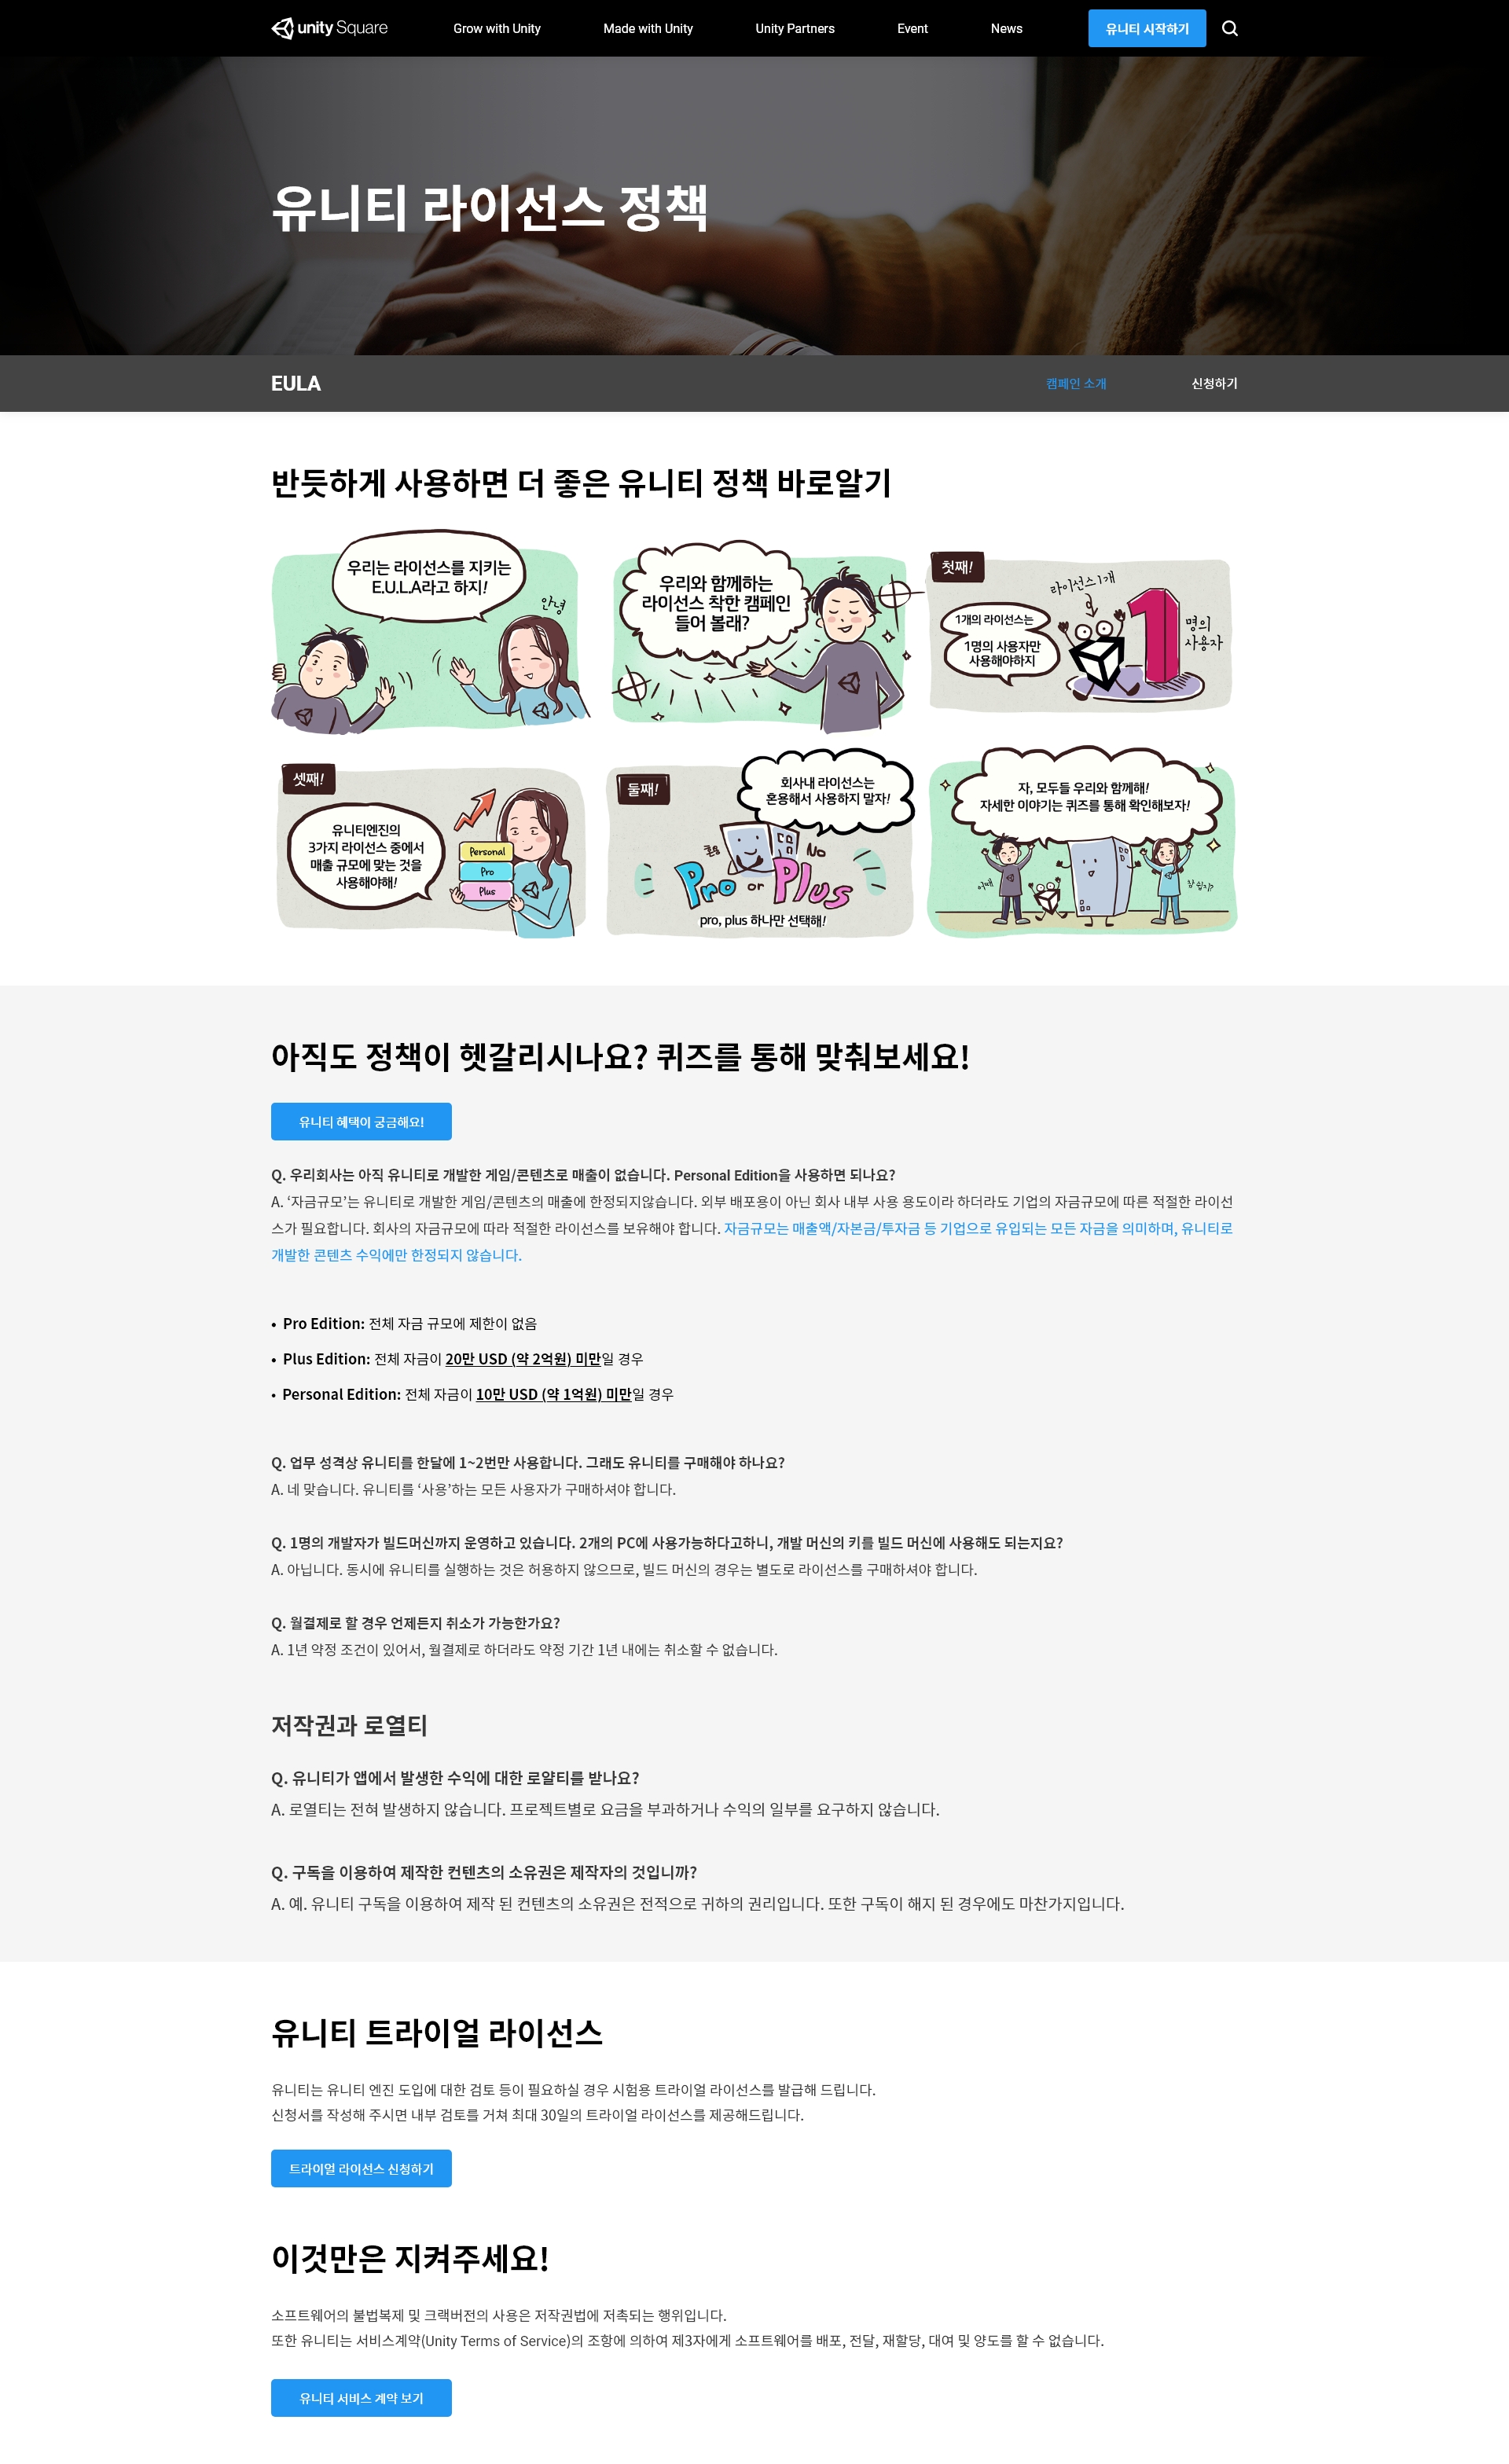 unity Square
Grow with Unity
Made with Unity
Unity Partners
Event
News
유니티 시작하기
유니티 라이선스 정책
EULA
캠페인 소개
신청하기
반듯하게 사용하면 더 좋은 유니티 정책 바로알기
우리는 라이선스를 지키는
E.U.L.A라고 하지!
안녕
우리와 함께하는
라이선스 착한 캠페인
들어 볼래?
첫째!
라이선스 1개
1개의 라이선스는
1명의 사용자만
사용해야하지
1
명의
사용자
셋째!
유니티엔진의
3가지 라이선스 중에서
매출 규모에 맞는 것을
사용해야해!
Personal
Pro
Plus
둘째!
회사내 라이선스는
혼용해서 사용하지 말자!
혼용
No
Pro or Plus
pro, plus 하나만 선택해!
자, 모두들 우리와 함께해!
자세한 이야기는 퀴즈를 통해 확인해보자!
어때
참 쉽지?
아직도 정책이 헷갈리시나요? 퀴즈를 통해 맞춰보세요!
유니티 혜택이 궁금해요!
Q. 우리회사는 아직 유니티로 개발한 게임/콘텐츠로 매출이 없습니다. Personal Edition을 사용하면 되나요?
A. ‘자금규모’는 유니티로 개발한 게임/콘텐츠의 매출에 한정되지않습니다. 외부 배포용이 아닌 회사 내부 사용 용도이라 하더라도 기업의 자금규모에 따른 적절한 라이선
스가 필요합니다. 회사의 자금규모에 따라 적절한 라이선스를 보유해야 합니다. 자금규모는 매출액/자본금/투자금 등 기업으로 유입되는 모든 자금을 의미하며, 유니티로
개발한 콘텐츠 수익에만 한정되지 않습니다.
• Pro Edition: 전체 자금 규모에 제한이 없음
• Plus Edition: 전체 자금이 20만 USD (약 2억원) 미만일 경우
• Personal Edition: 전체 자금이 10만 USD (약 1억원) 미만일 경우
Q. 업무 성격상 유니티를 한달에 1~2번만 사용합니다. 그래도 유니티를 구매해야 하나요?
A. 네 맞습니다. 유니티를 ‘사용’하는 모든 사용자가 구매하셔야 합니다.
Q. 1명의 개발자가 빌드머신까지 운영하고 있습니다. 2개의 PC에 사용가능하다고하니, 개발 머신의 키를 빌드 머신에 사용해도 되는지요?
A. 아닙니다. 동시에 유니티를 실행하는 것은 허용하지 않으므로, 빌드 머신의 경우는 별도로 라이선스를 구매하셔야 합니다.
Q. 월결제로 할 경우 언제든지 취소가 가능한가요?
A. 1년 약정 조건이 있어서, 월결제로 하더라도 약정 기간 1년 내에는 취소할 수 없습니다.
저작권과 로열티
Q. 유니티가 앱에서 발생한 수익에 대한 로얄티를 받나요?
A. 로열티는 전혀 발생하지 않습니다. 프로젝트별로 요금을 부과하거나 수익의 일부를 요구하지 않습니다.
Q. 구독을 이용하여 제작한 컨텐츠의 소유권은 제작자의 것입니까?
A. 예. 유니티 구독을 이용하여 제작 된 컨텐츠의 소유권은 전적으로 귀하의 권리입니다. 또한 구독이 해지 된 경우에도 마찬가지입니다.
유니티 트라이얼 라이선스
유니티는 유니티 엔진 도입에 대한 검토 등이 필요하실 경우 시험용 트라이얼 라이선스를 발급해 드립니다.
신청서를 작성해 주시면 내부 검토를 거쳐 최대 30일의 트라이얼 라이선스를 제공해드립니다.
트라이얼 라이선스 신청하기
이것만은 지켜주세요!
소프트웨어의 불법복제 및 크랙버전의 사용은 저작권법에 저촉되는 행위입니다.
또한 유니티는 서비스계약(Unity Terms of Service)의 조항에 의하여 제3자에게 소프트웨어를 배포, 전달, 재할당, 대여 및 양도를 할 수 없습니다.
유니티 서비스 계약 보기